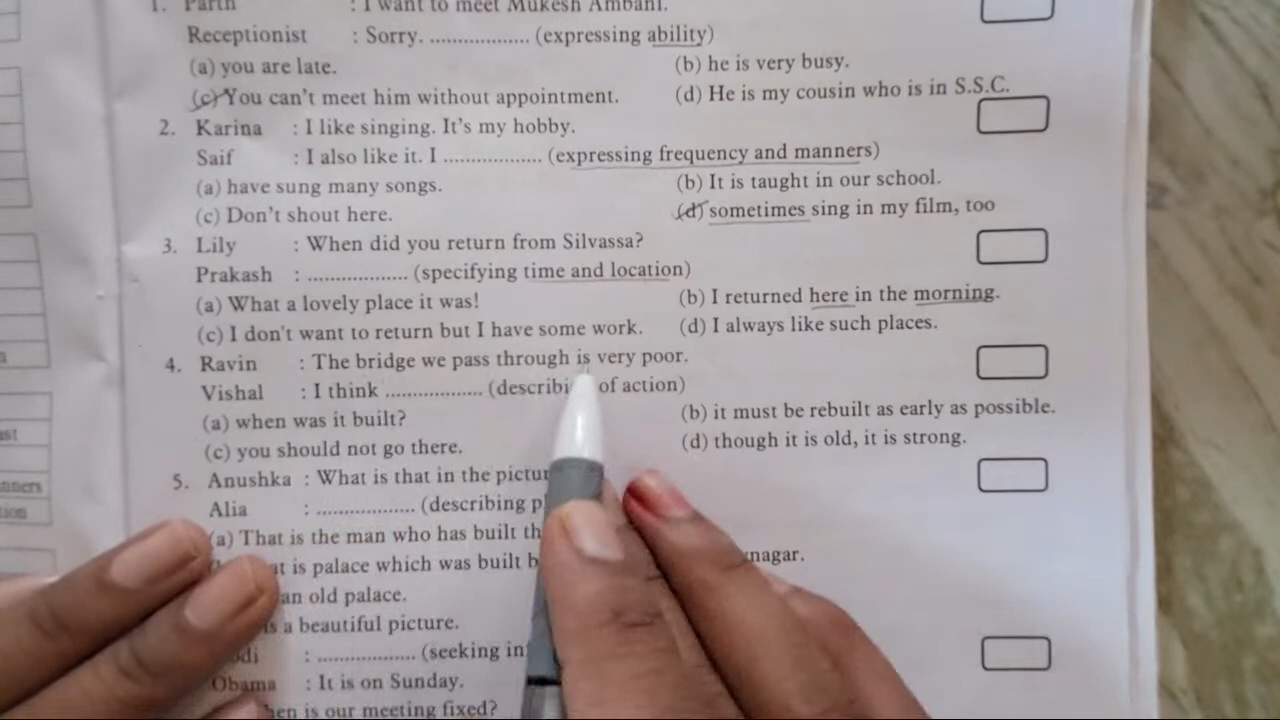 1. Parth : I want to meet Mukesh Ambani.
Receptionist : Sorry. .................. (expressing ability)
(a) you are late. (b) he is very busy.
(c) You can't meet him without appointment. (d) He is my cousin who is in S.S.C.
2. Karina : I like singing. It's my hobby.
Saif : I also like it. I .................. (expressing frequency and manners)
(a) have sung many songs. (b) It is taught in our school.
(c) Don't shout here. (d) sometimes sing in my film, too
3. Lily : When did you return from Silvassa?
Prakash : .................. (specifying time and location)
(a) What a lovely place it was! (b) I returned here in the morning.
(c) I don't want to return but I have some work. (d) I always like such places.
4. Ravin : The bridge we pass through is very poor.
Vishal : I think .................. (describi of action)
(a) when was it built? (b) it must be rebuilt as early as possible.
(c) you should not go there. (d) though it is old, it is strong.
5. Anushka : What is that in the pictur
Alia : .................. (describing p
(a) That is the man who has built th
at is palace which was built b nagar.
an old palace.
is a beautiful picture.
di : .................. (seeking in
Obama : It is on Sunday.
hen is our meeting fixed?